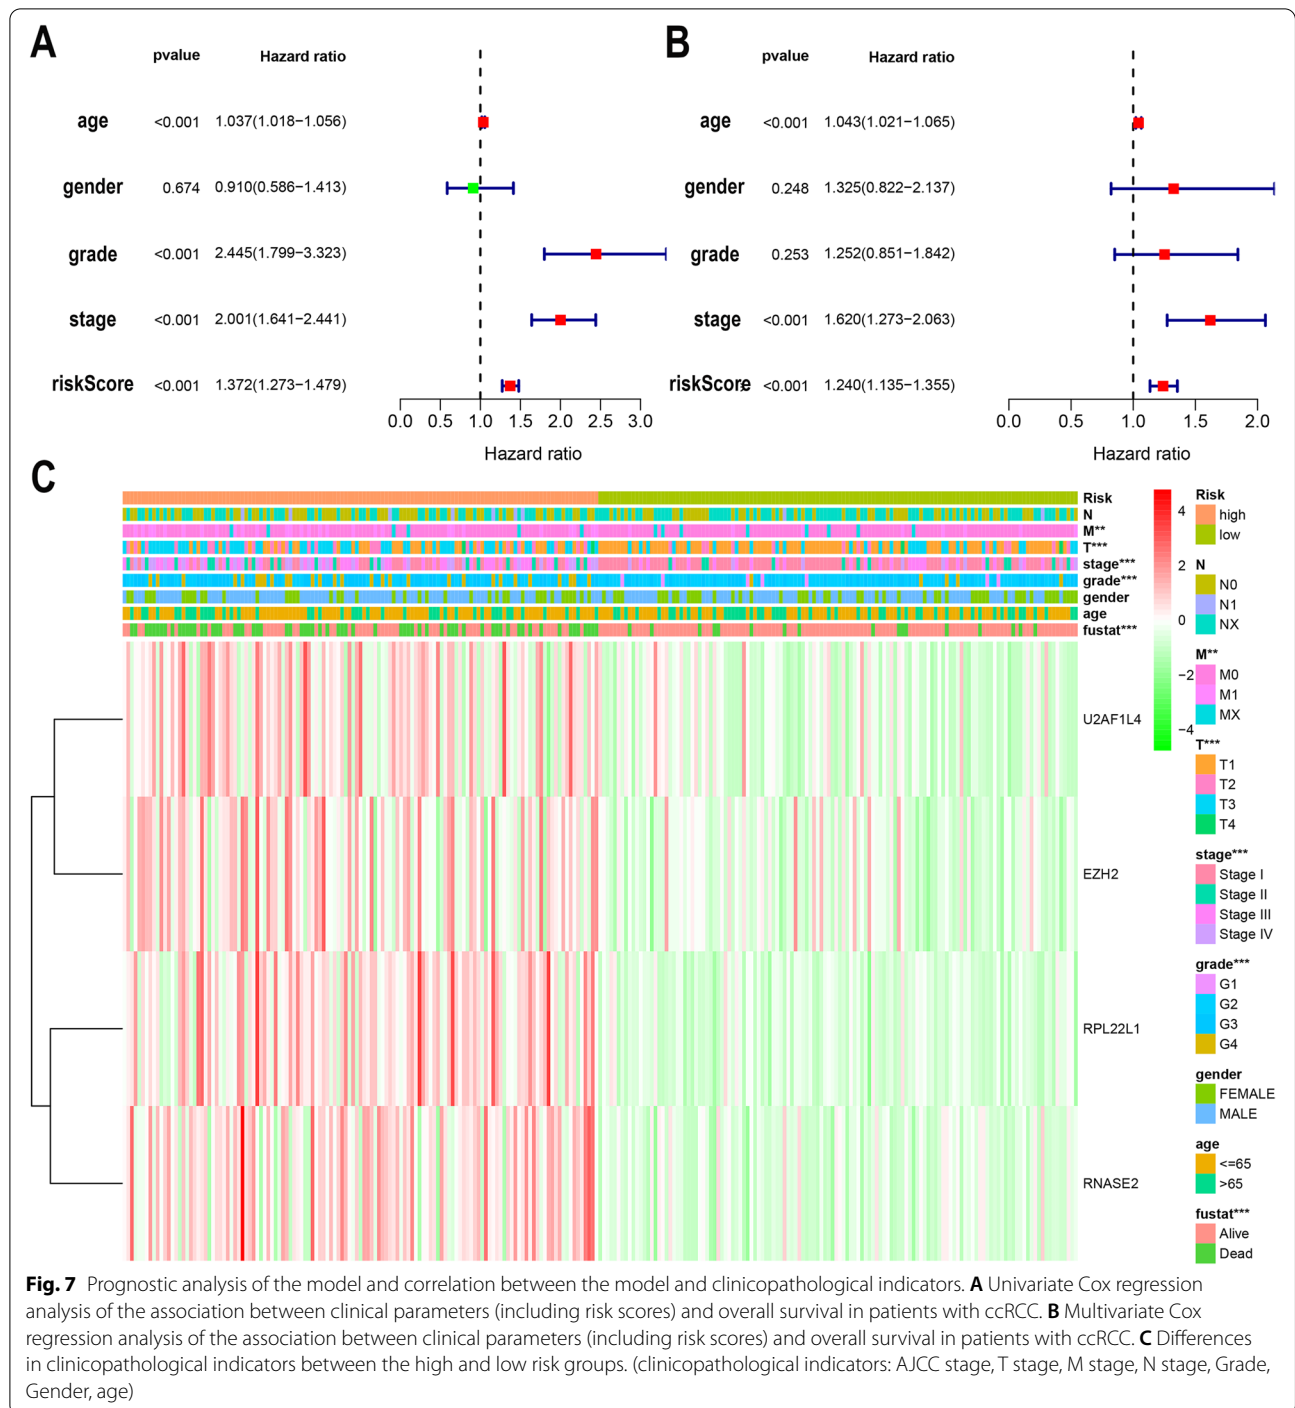 A
pvalue Hazard ratio
age <0.001 1.037(1.018−1.056)
gender 0.674 0.910(0.586−1.413)
grade <0.001 2.445(1.799−3.323)
stage <0.001 2.001(1.641−2.441)
riskScore <0.001 1.372(1.273−1.479)
0.0 0.5 1.0 1.5 2.0 2.5 3.0
Hazard ratio
B
pvalue Hazard ratio
age <0.001 1.043(1.021−1.065)
gender 0.248 1.325(0.822−2.137)
grade 0.253 1.252(0.851−1.842)
stage <0.001 1.620(1.273−2.063)
riskScore <0.001 1.240(1.135−1.355)
0.0 0.5 1.0 1.5 2.0
Hazard ratio
C
Risk
N
M**
T***
stage***
grade***
gender
age
fustat***
U2AF1L4
EZH2
RPL22L1
RNASE2
4
2
0
−2
−4
Risk
high
low
N
N0
N1
NX
M**
M0
M1
MX
T***
T1
T2
T3
T4
stage***
Stage I
Stage II
Stage III
Stage IV
grade***
G1
G2
G3
G4
gender
FEMALE
MALE
age
<=65
>65
fustat***
Alive
Dead
Fig. 7 Prognostic analysis of the model and correlation between the model and clinicopathological indicators. A Univariate Cox regression
analysis of the association between clinical parameters (including risk scores) and overall survival in patients with ccRCC. B Multivariate Cox
regression analysis of the association between clinical parameters (including risk scores) and overall survival in patients with ccRCC. C Differences
in clinicopathological indicators between the high and low risk groups. (clinicopathological indicators: AJCC stage, T stage, M stage, N stage, Grade,
Gender, age)